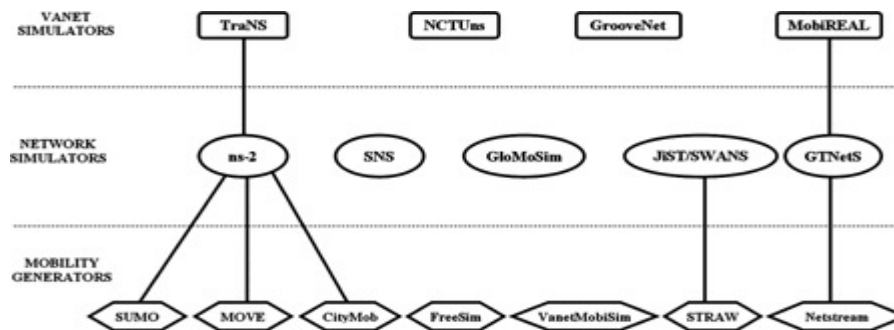 VANET
SIMULATORS
TraNS NCTUns GrooveNet MobiREAL
NETWORK
SIMULATORS
ns-2 SNS GloMoSim JiST/SWANS GTNetS
MOBILITY
GENERATORS
SUMO MOVE CityMob FreeSim VanetMobiSim STRAW Netstream